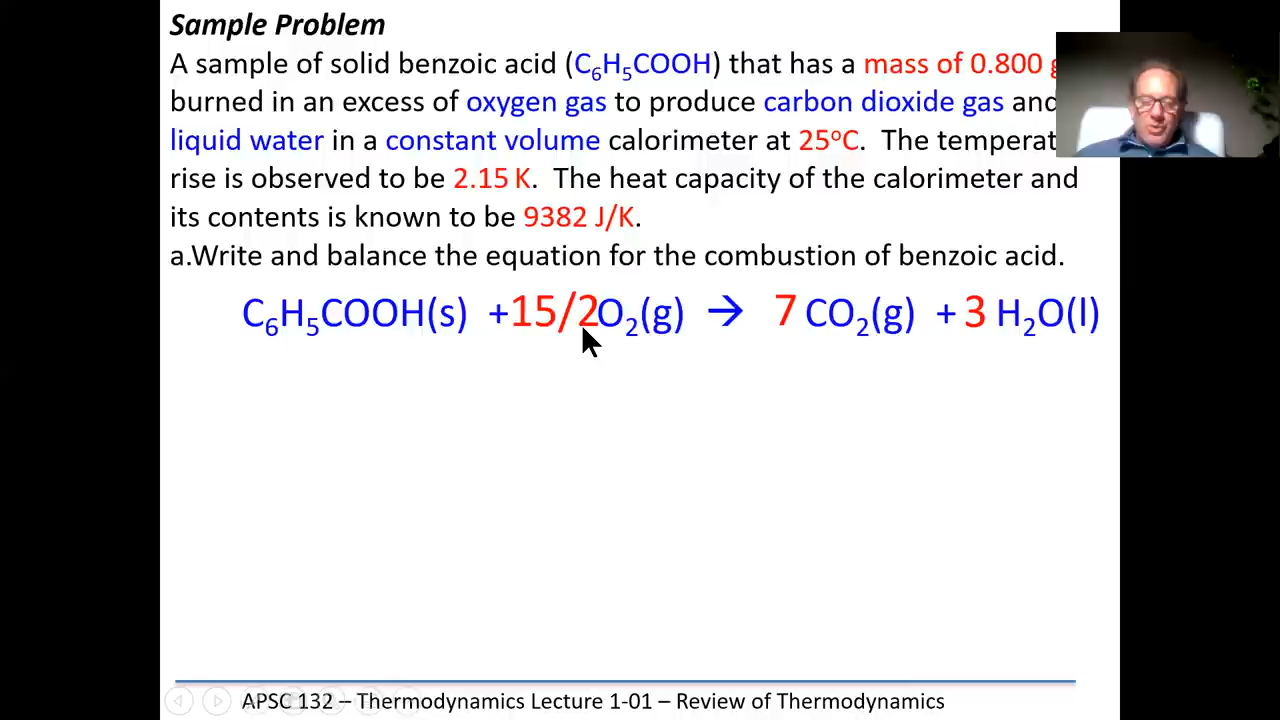 Sample Problem
A sample of solid benzoic acid (C₆H₅COOH) that has a mass of 0.800
burned in an excess of oxygen gas to produce carbon dioxide gas and
liquid water in a constant volume calorimeter at 25°C. The temperat
rise is observed to be 2.15 K. The heat capacity of the calorimeter and
its contents is known to be 9382 J/K.
a.Write and balance the equation for the combustion of benzoic acid.
C₆H₅COOH(s) +15/2O₂(g) → 7 CO₂(g) + 3 H₂O(l)
APSC 132 – Thermodynamics Lecture 1-01 – Review of Thermodynamics